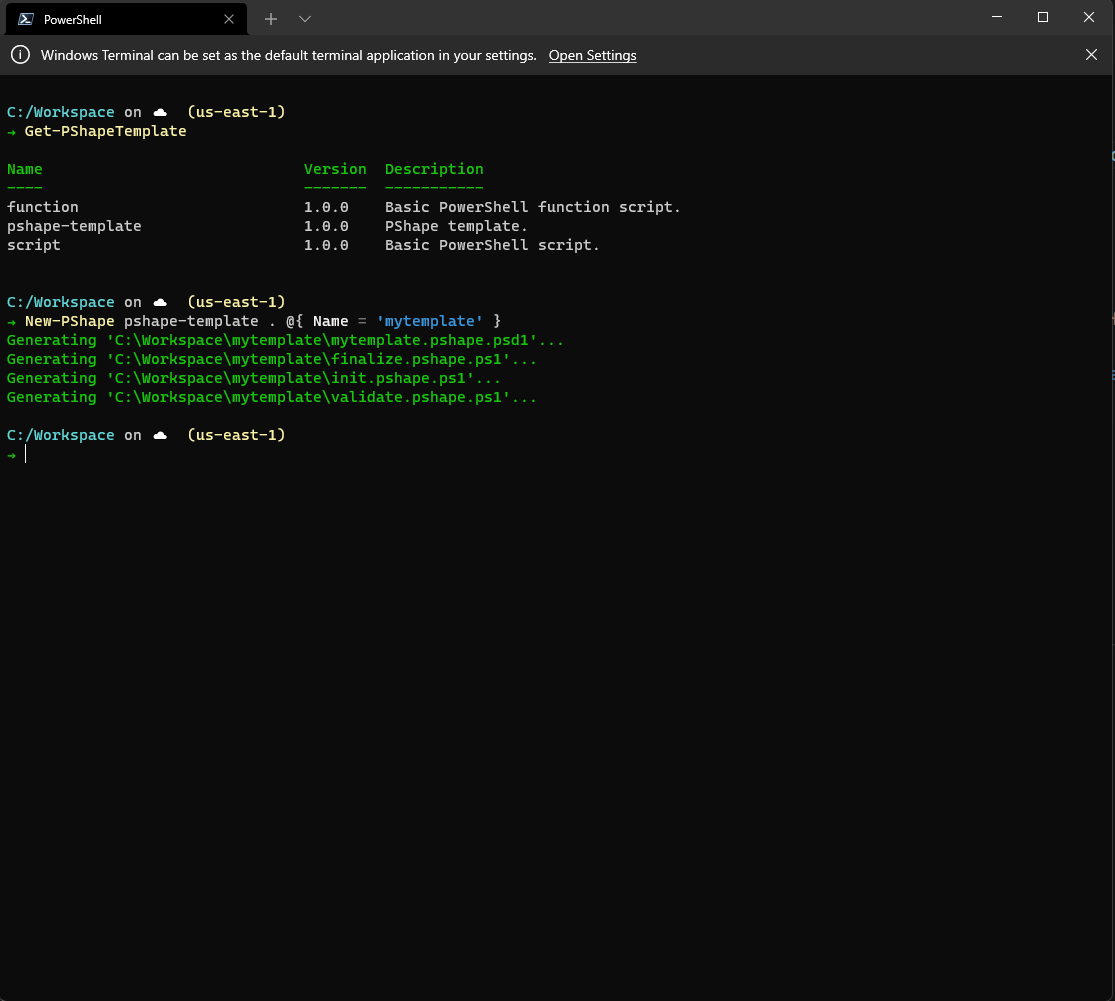 PowerShell
Windows Terminal can be set as the default terminal application in your settings. Open Settings
C:/Workspace on ☁ (us-east-1)
→ Get-PShapeTemplate
Name Version Description
---- ------- -----------
function 1.0.0 Basic PowerShell function script.
pshape-template 1.0.0 PShape template.
script 1.0.0 Basic PowerShell script.
C:/Workspace on ☁ (us-east-1)
→ New-PShape pshape-template . @{ Name = 'mytemplate' }
Generating 'C:\Workspace\mytemplate\mytemplate.pshape.psd1'...
Generating 'C:\Workspace\mytemplate\finalize.pshape.ps1'...
Generating 'C:\Workspace\mytemplate\init.pshape.ps1'...
Generating 'C:\Workspace\mytemplate\validate.pshape.ps1'...
C:/Workspace on ☁ (us-east-1)
→